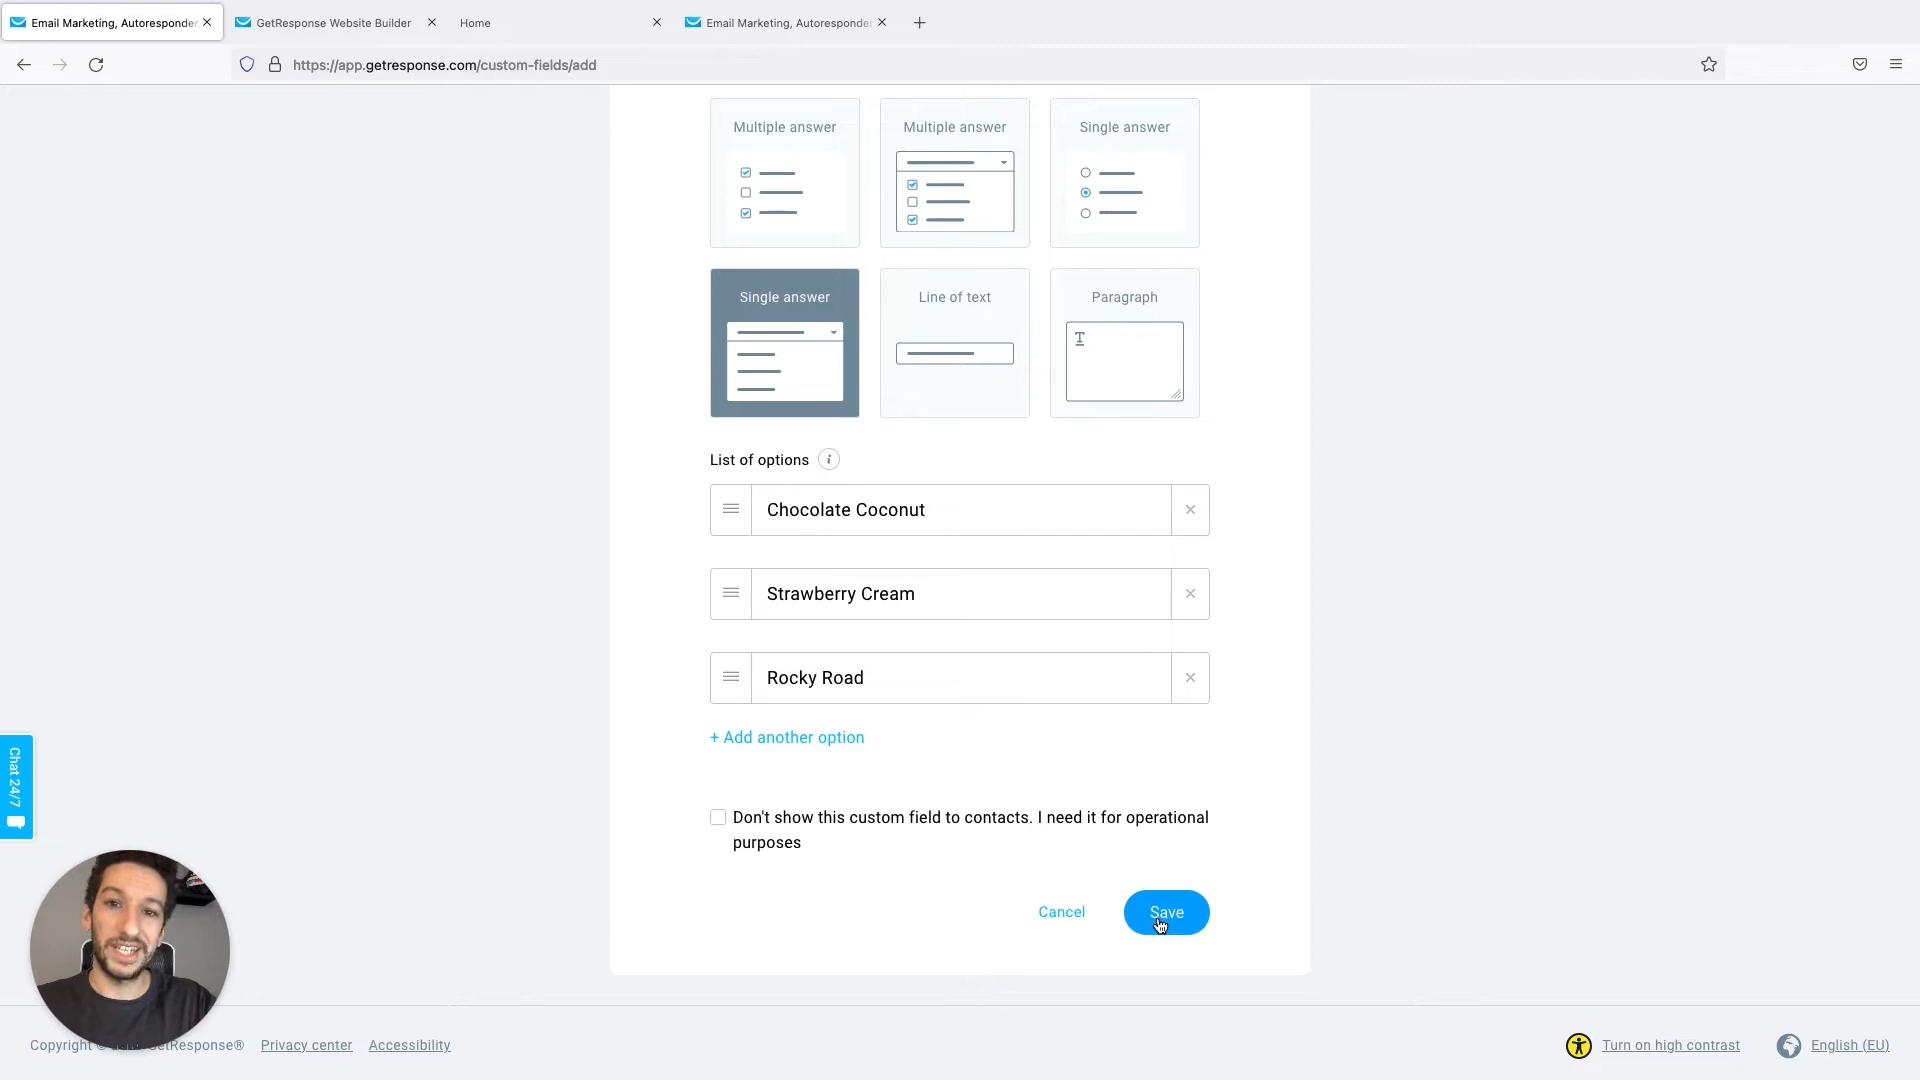 Email Marketing, Autoresponder
GetResponse Website Builder
Home
Email Marketing, Autoresponde
https://app.getresponse.com/custom-fields/add
Multiple answer
Multiple answer
Single answer
Single answer
Line of text
Paragraph
T
List of options
i
Chocolate Coconut
Strawberry Cream
Rocky Road
+ Add another option
Don't show this custom field to contacts. I need it for operational
purposes
Cancel
Save
Chat 24/7
Copyright
GetResponse®
Privacy center
Accessibility
Turn on high contrast
English (EU)